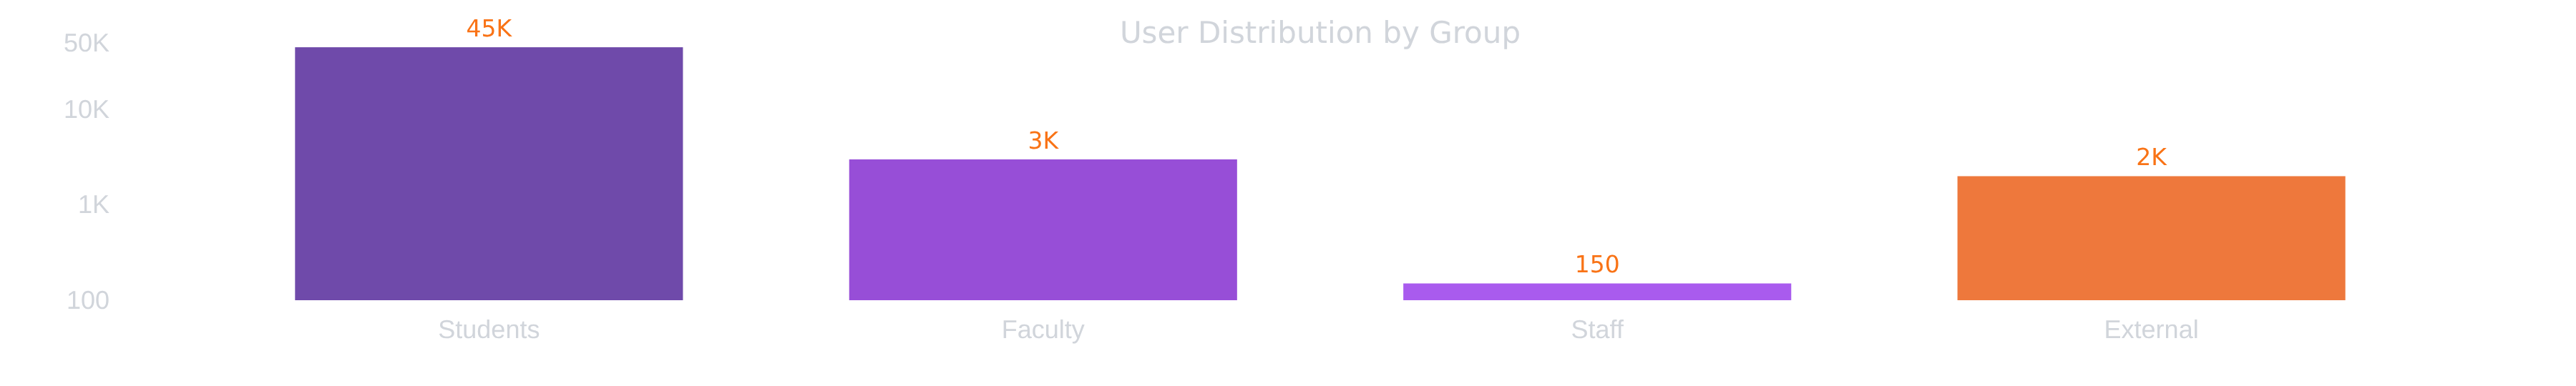 User Distribution by Group
50K
10K
1K
100
45K
3K
150
2K
Students
Faculty
Staff
External